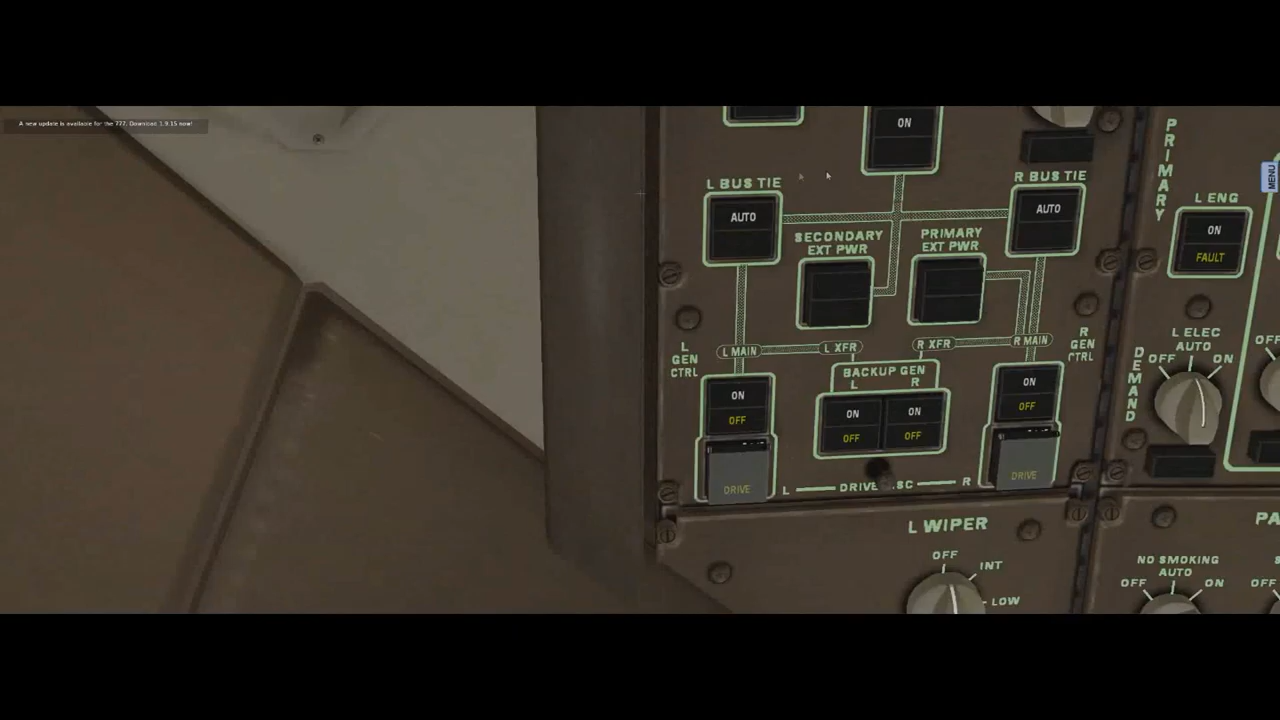 A new update is available for the 777. Download 1.9.15 now!
ON
L BUS TIE
R BUS TIE
AUTO
AUTO
SECONDARY
EXT PWR
PRIMARY
EXT PWR
L
GEN
CTRL
L MAIN
L XFR
R XFR
R MAIN
R
GEN
CTRL
BACKUP GEN
L R
ON
OFF
ON
OFF
ON
OFF
ON
OFF
DRIVE
DRIVE
L
R
PRIMARY
L ENG
ON
FAULT
MENU
DEMAND
L ELEC
AUTO
OFF
ON
L WIPER
OFF
INT
LOW
NO SMOKING
AUTO
OFF
ON